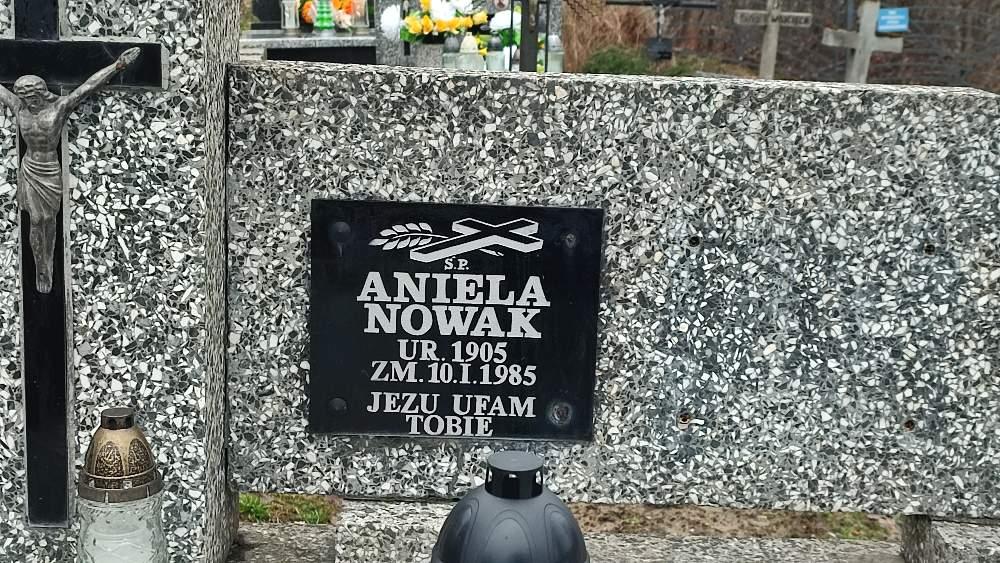 Ś.P.
ANIELA
NOWAK
UR. 1905
ZM. 10.I.1985
JEZU UFAM
TOBIE